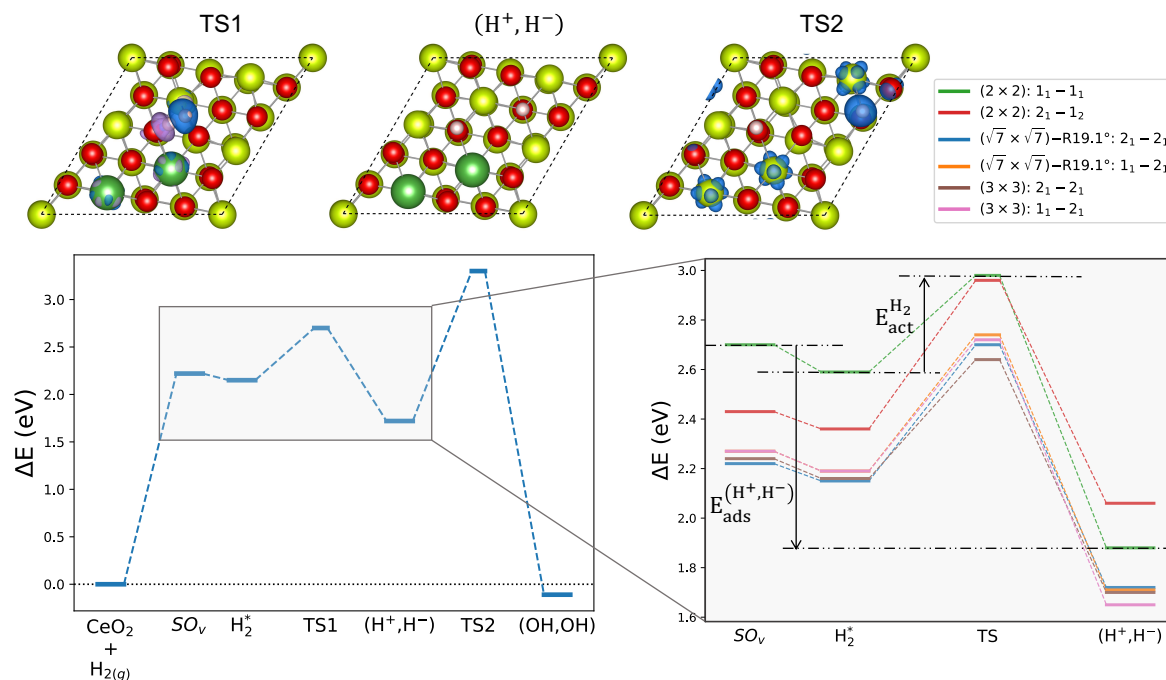 TS1
(H⁺, H⁻)
TS2
(2 × 2): 1₁ − 1₁
(2 × 2): 2₁ − 1₂
(√7 × √7)−R19.1°: 2₁ − 2₁
(√7 × √7)−R19.1°: 1₁ − 2₁
(3 × 3): 2₁ − 2₁
(3 × 3): 1₁ − 2₁
ΔE (eV)
3.0
2.5
2.0
1.5
1.0
0.5
0.0
CeO₂
+
H₂₍g₎
SOᵥ
H₂*
TS1
(H⁺,H⁻)
TS2
(OH,OH)
ΔE (eV)
3.0
2.8
2.6
2.4
2.2
2.0
1.8
1.6
E_act^H₂
E_ads^(H⁺,H⁻)
SOᵥ
H₂*
TS
(H⁺,H⁻)